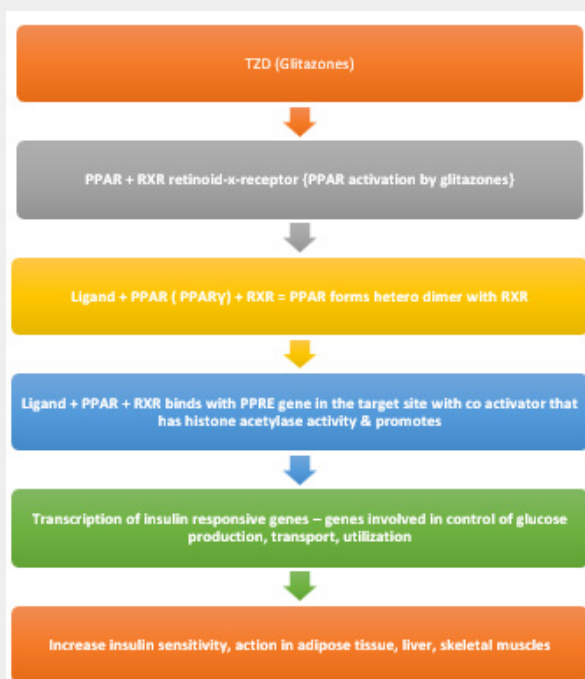 TZD (Glitazones)
PPAR + RXR retinoid-x-receptor {PPAR activation by glitazones}
Ligand + PPAR ( PPARγ) + RXR = PPAR forms hetero dimer with RXR
Ligand + PPAR + RXR binds with PPRE gene in the target site with co activator that
has histone acetylase activity & promotes
Transcription of insulin responsive genes – genes involved in control of glucose
production, transport, utilization
Increase insulin sensitivity, action in adipose tissue, liver, skeletal muscles